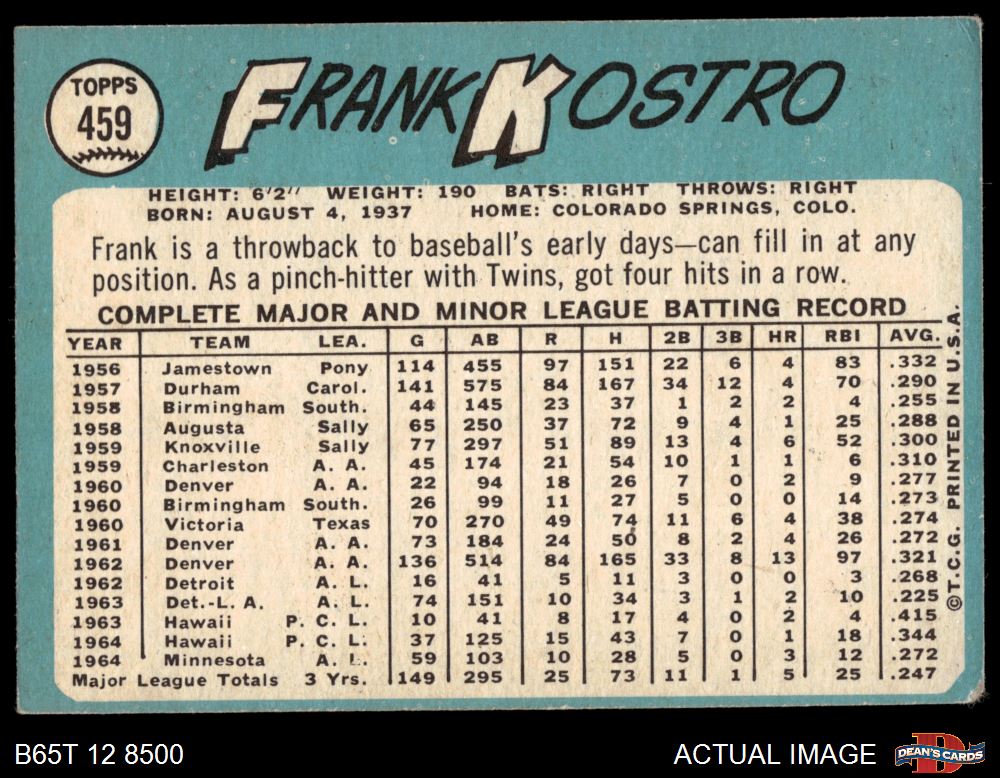 TOPPS
459
FRANK KOSTRO
HEIGHT: 6'2" WEIGHT: 190 BATS: RIGHT THROWS: RIGHT
BORN: AUGUST 4, 1937 HOME: COLORADO SPRINGS, COLO.
Frank is a throwback to baseball's early days—can fill in at any
position. As a pinch-hitter with Twins, got four hits in a row.
COMPLETE MAJOR AND MINOR LEAGUE BATTING RECORD
YEAR TEAM LEA. G AB R H 2B 3B HR RBI AVG.
1956 Jamestown Pony 114 455 97 151 22 6 4 83 .332
1957 Durham Carol. 141 575 84 167 34 12 4 70 .290
1958 Birmingham South. 44 145 23 37 1 2 2 4 .255
1958 Augusta Sally 65 250 37 72 9 4 1 25 .288
1959 Knoxville Sally 77 297 51 89 13 4 6 52 .300
1959 Charleston A. A. 45 174 21 54 10 1 1 6 .310
1960 Denver A. A. 22 94 18 26 7 0 2 9 .277
1960 Birmingham South. 26 99 11 27 5 0 0 14 .273
1960 Victoria Texas 70 270 49 74 11 6 4 38 .274
1961 Denver A. A. 73 184 24 50 8 2 4 26 .272
1962 Denver A. A. 136 514 84 165 33 8 13 97 .321
1962 Detroit A. L. 16 41 5 11 3 0 0 3 .268
1963 Det.-L. A. A. L. 74 151 10 34 3 1 2 10 .225
1963 Hawaii P. C. L. 10 41 8 17 4 0 2 4 .415
1964 Hawaii P. C. L. 37 125 15 43 7 0 1 18 .344
1964 Minnesota A. L. 59 103 10 28 5 0 3 12 .272
Major League Totals 3 Yrs. 149 295 25 73 11 1 5 25 .247
©T.C.G. PRINTED IN U.S.A.
B65T 12 8500
ACTUAL IMAGE
D
DEAN'S CARDS